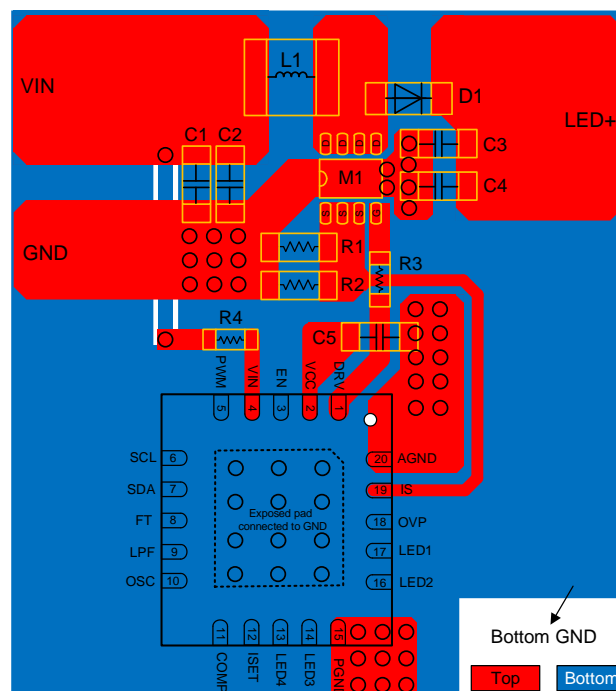 L1
VIN
D1
LED+
C1 C2
C3
M1
C4
D D D D
S S S G
GND
R1
R2
R3
R4
C5
PWM VIN EN VCC DRV
5 4 3 2 1
SCL 6
SDA 7
FT 8
LPF 9
OSC 10
20 AGND
19 IS
18 OVP
17 LED1
16 LED2
Exposed pad
connected to GND
11 12 13 14 15
COMP ISET LED4 LED3 PGND
Bottom GND
Top
Bottom